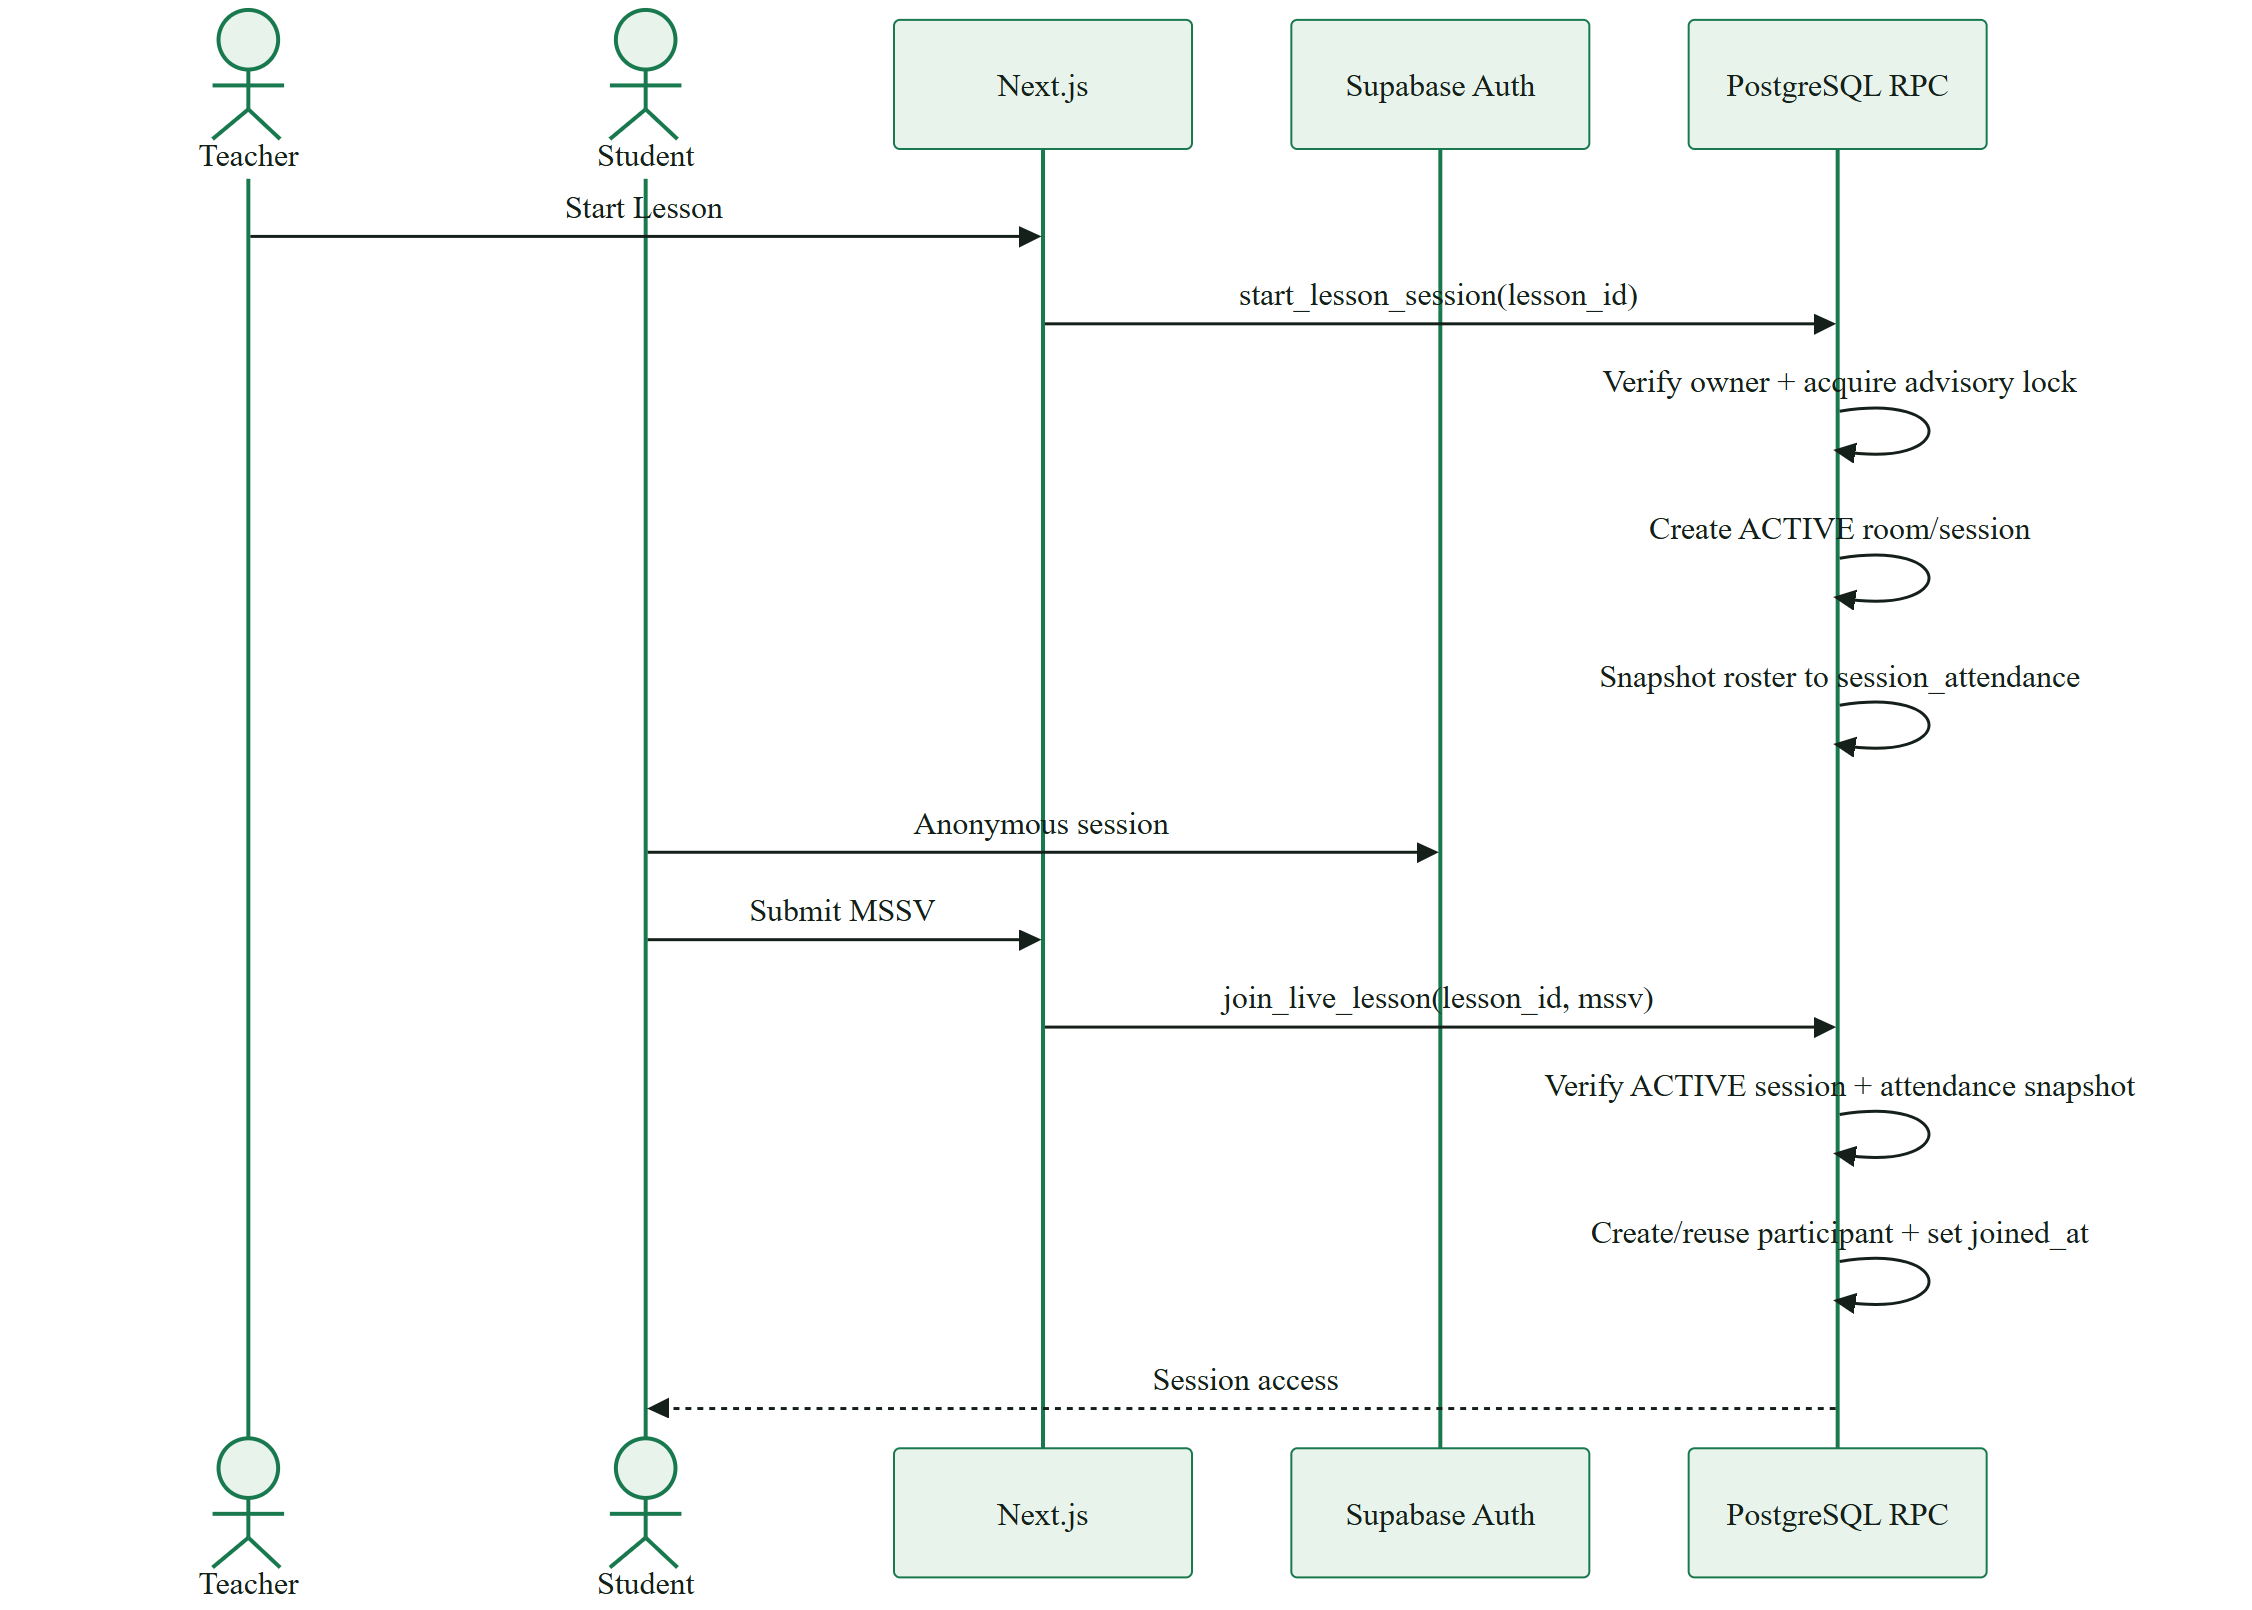 Teacher
Student
Next.js
Supabase Auth
PostgreSQL RPC
Start Lesson
start_lesson_session(lesson_id)
Verify owner + acquire advisory lock
Create ACTIVE room/session
Snapshot roster to session_attendance
Anonymous session
Submit MSSV
join_live_lesson(lesson_id, mssv)
Verify ACTIVE session + attendance snapshot
Create/reuse participant + set joined_at
Session access
Teacher
Student
Next.js
Supabase Auth
PostgreSQL RPC